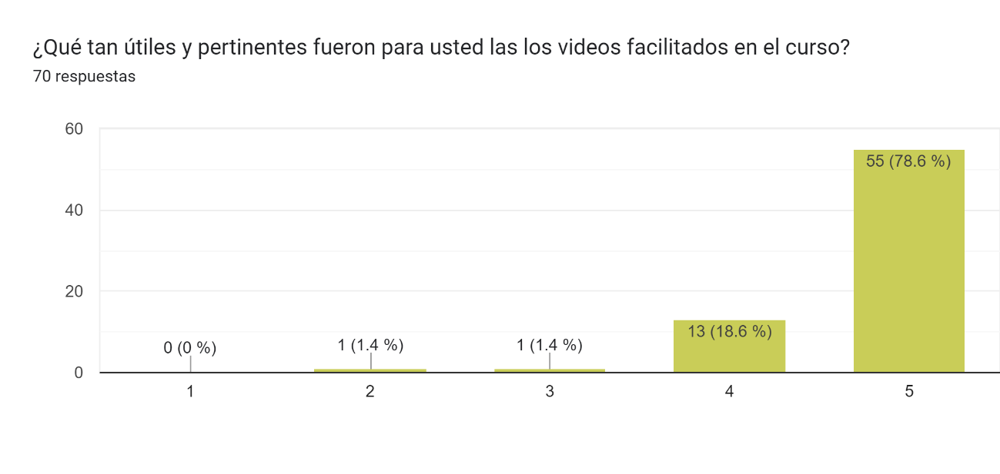 ¿Qué tan útiles y pertinentes fueron para usted las los videos facilitados en el curso?
70 respuestas
60
40
20
0
0 (0 %)
1 (1.4 %)
1 (1.4 %)
13 (18.6 %)
55 (78.6 %)
1
2
3
4
5